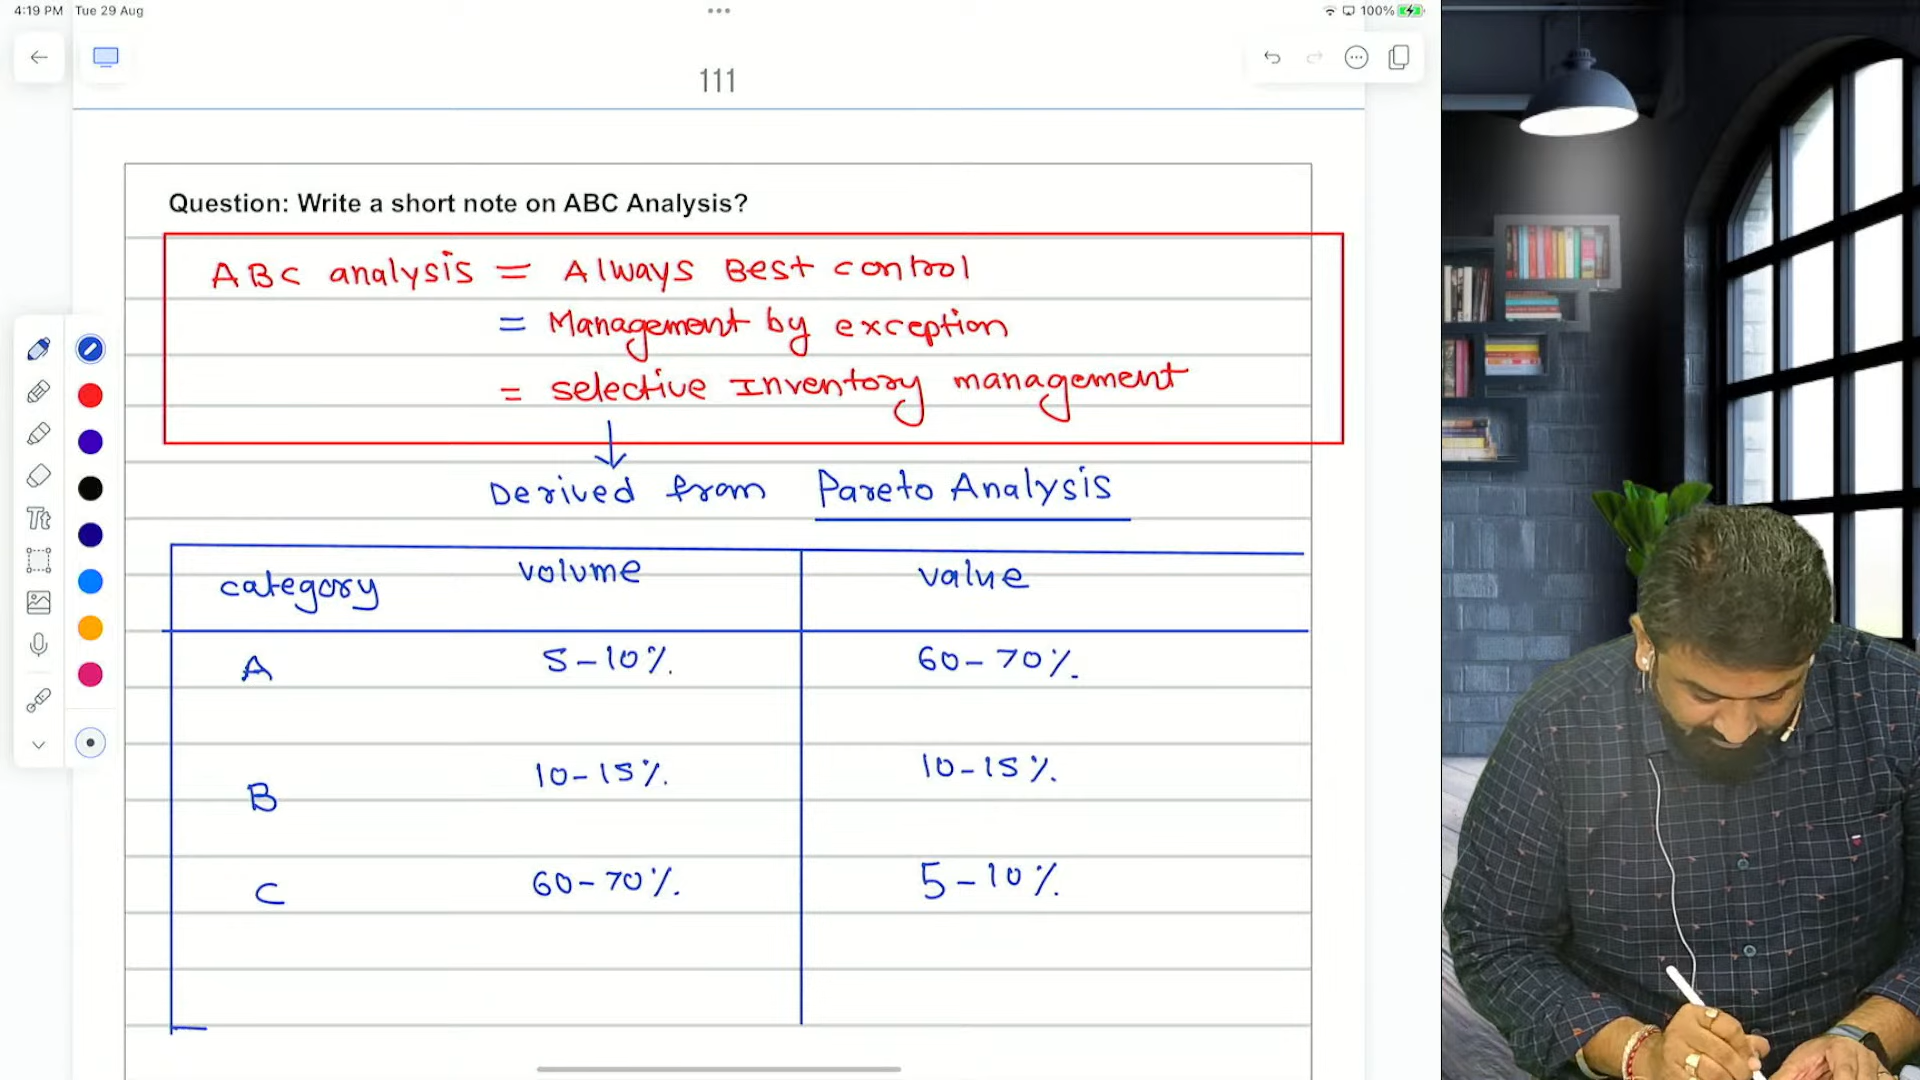 4:19 PM Tue 29 Aug
100%
111
Question: Write a short note on ABC Analysis?
ABC analysis = Always Best control
= Management by exception
= selective Inventory management
↓
Derived from Pareto Analysis
category volume value
A 5-10%. 60-70%.
B 10-15%. 10-15%.
C 60-70%. 5-10%.
Tt